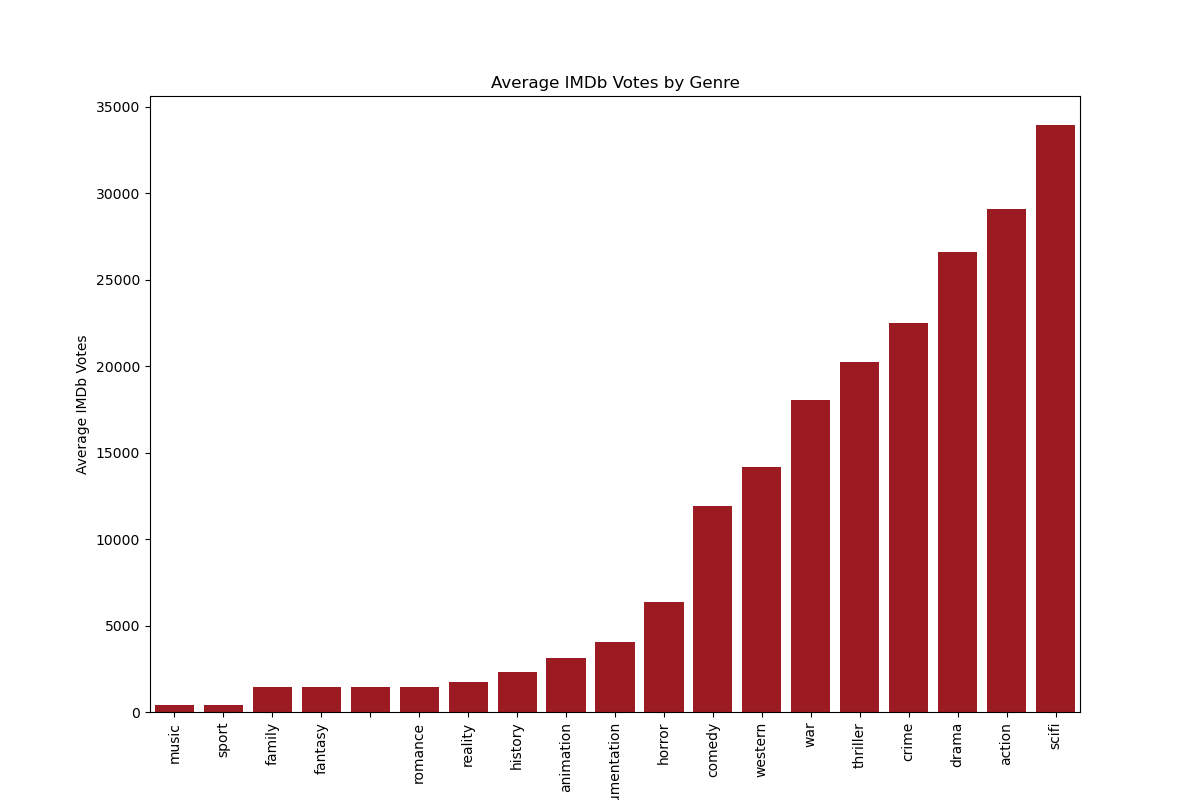 Average IMDb Votes by Genre
35000
30000
25000
20000
15000
10000
5000
0
Average IMDb Votes
music
sport
family
fantasy
romance
reality
history
animation
umentation
horror
comedy
western
war
thriller
crime
drama
action
scifi